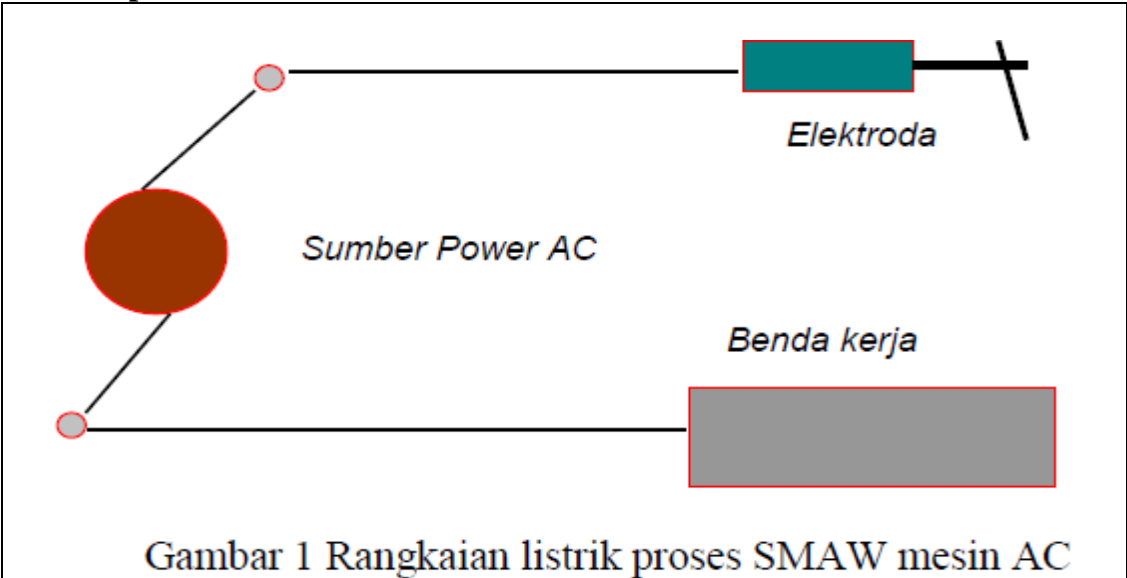 Elektroda
Sumber Power AC
Benda kerja
Gambar 1 Rangkaian listrik proses SMAW mesin AC